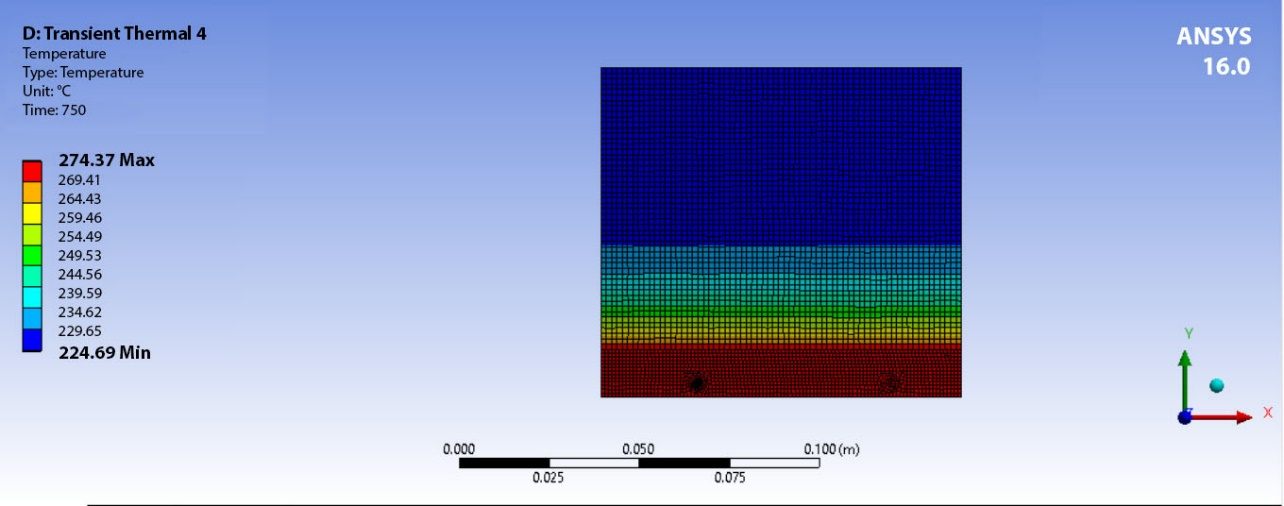 D: Transient Thermal 4
Temperature
Type: Temperature
Unit: °C
Time: 750
ANSYS
16.0
274.37 Max
269.41
264.43
259.46
254.49
249.53
244.56
239.59
234.62
229.65
224.69 Min
Y
X
Z
0.000 0.050 0.100 (m)
0.025 0.075